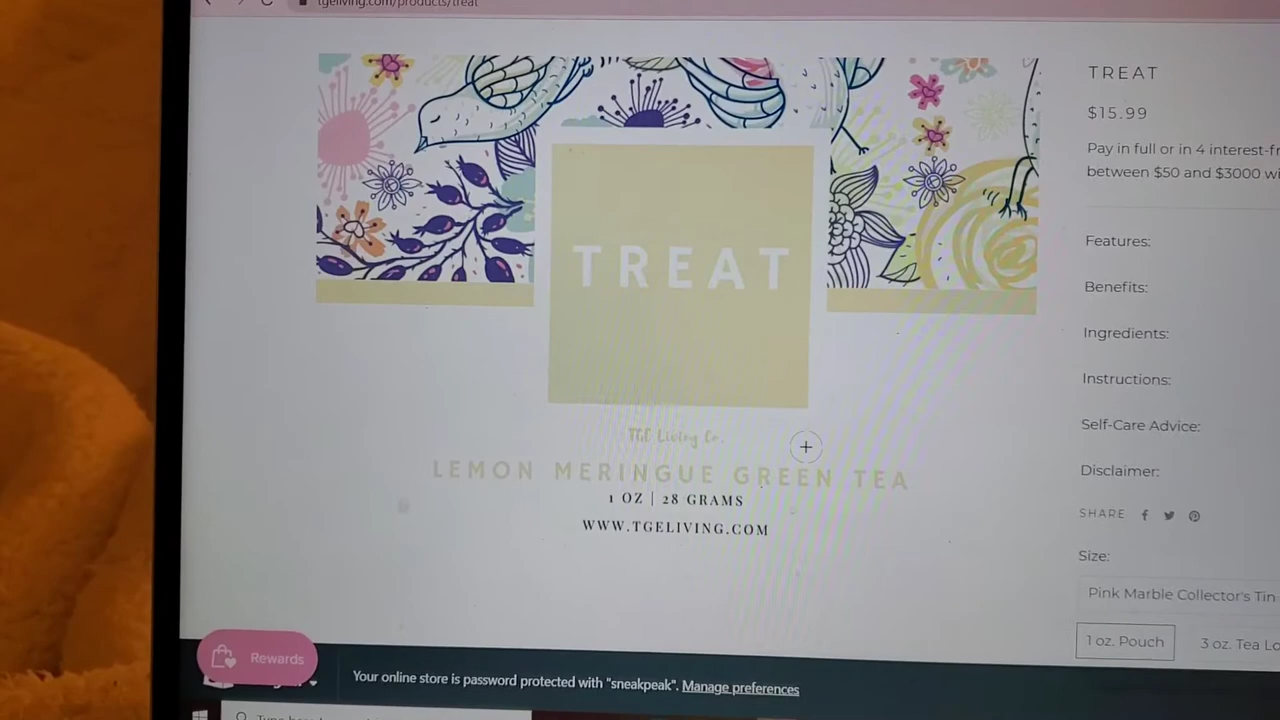 tgeliving.com/products/treat
TREAT
TGE Living Co.
LEMON MERINGUE GREEN TEA
1 OZ | 28 GRAMS
WWW.TGELIVING.COM
TREAT
$15.99
Pay in full or in 4 interest-
between $50 and $3000
Features:
Benefits:
Ingredients:
Instructions:
Self-Care Advice:
Disclaimer:
SHARE
Size:
Pink Marble Collector's Tin
1 oz. Pouch
3 oz. Tea
Rewards
Your online store is password protected with "sneakpeak". Manage preferences